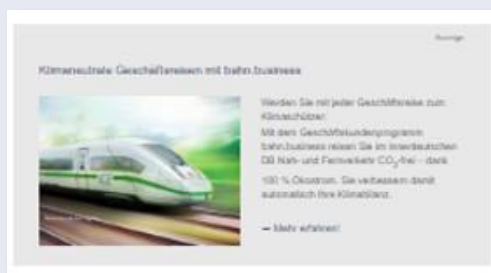 Anzeige
Klimaneutrale Geschäftsreisen mit bahn.business
Werden Sie mit jeder Geschäftsreise zum
Klimaschützer:
Mit dem Geschäftskundenprogramm
bahn.business reisen Sie im innerdeutschen
DB Nah- und Fernverkehr CO₂-frei – dank
100 % Ökostrom. Sie verbessern damit
automatisch Ihre Klimabilanz.
→ Mehr erfahren!